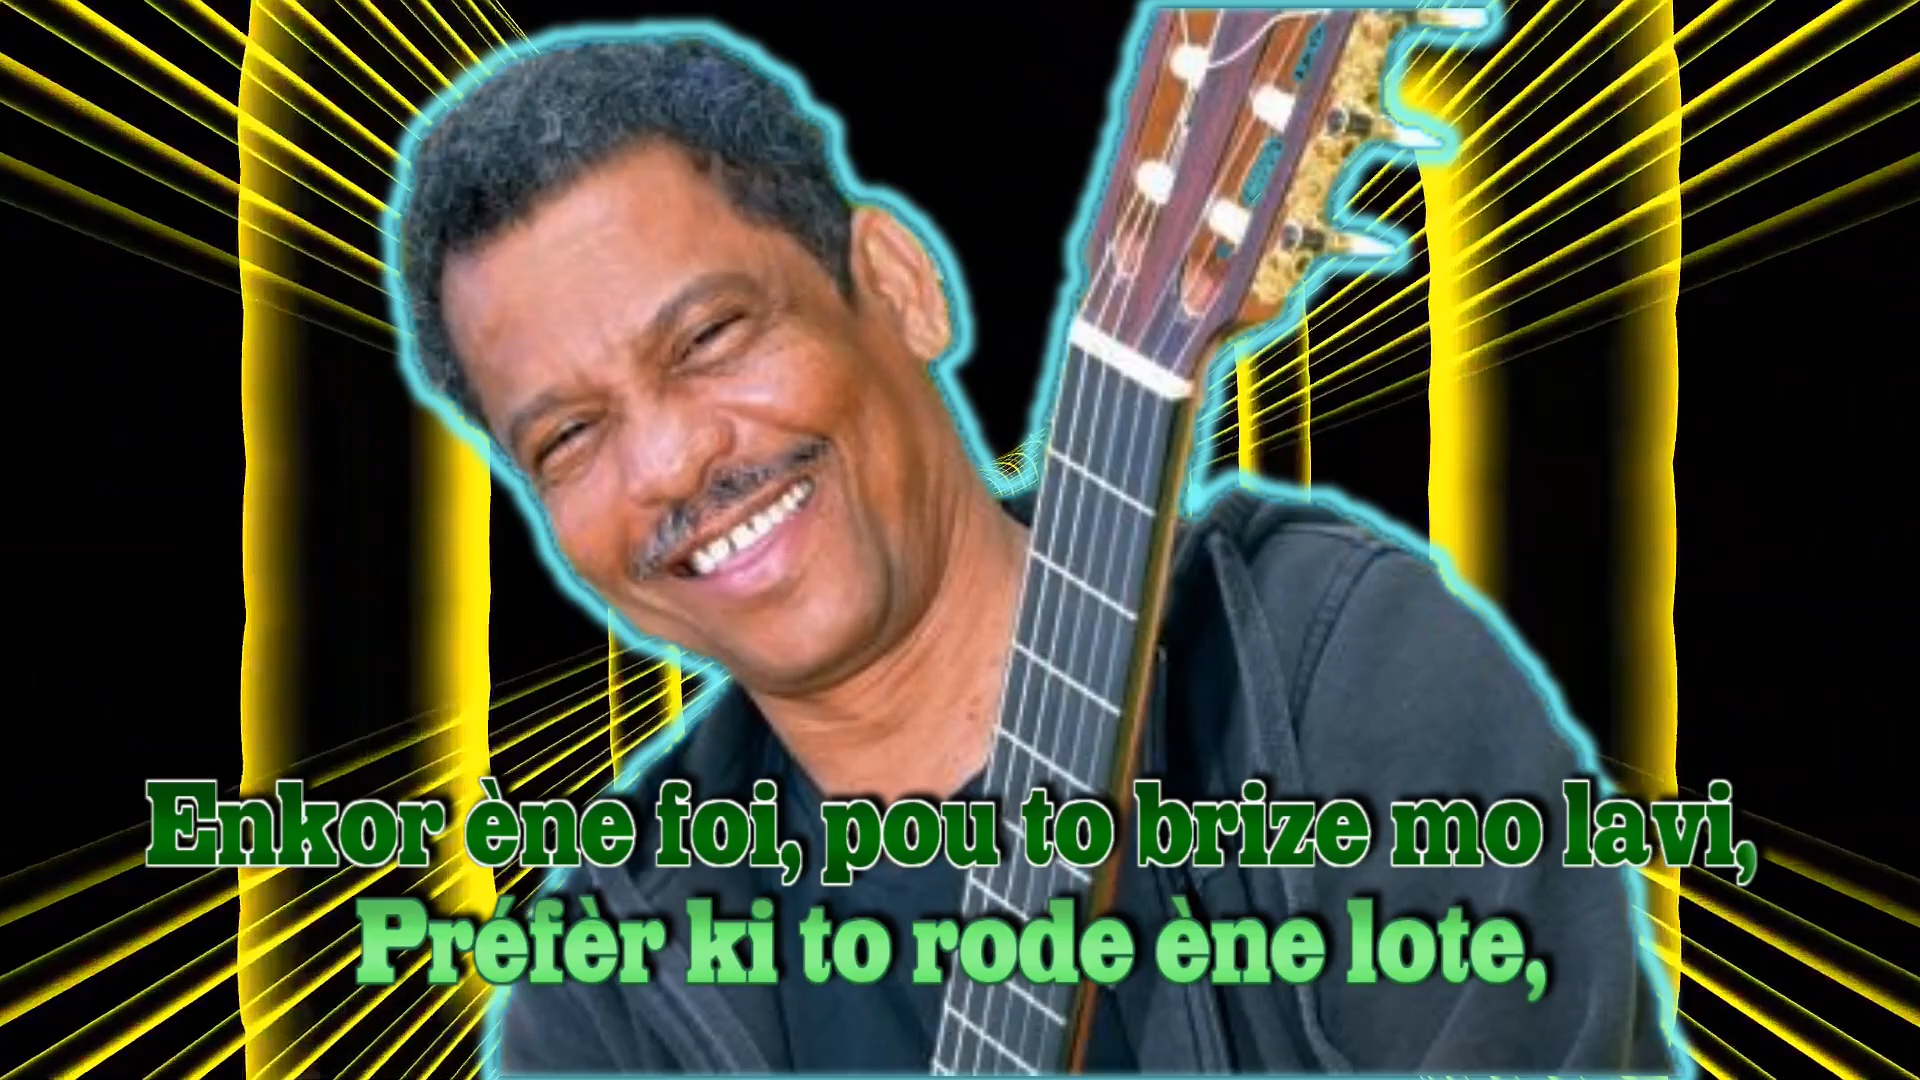 Enkor ène foi, pou to brize mo lavi,
Préfèr ki to rode ène lote,